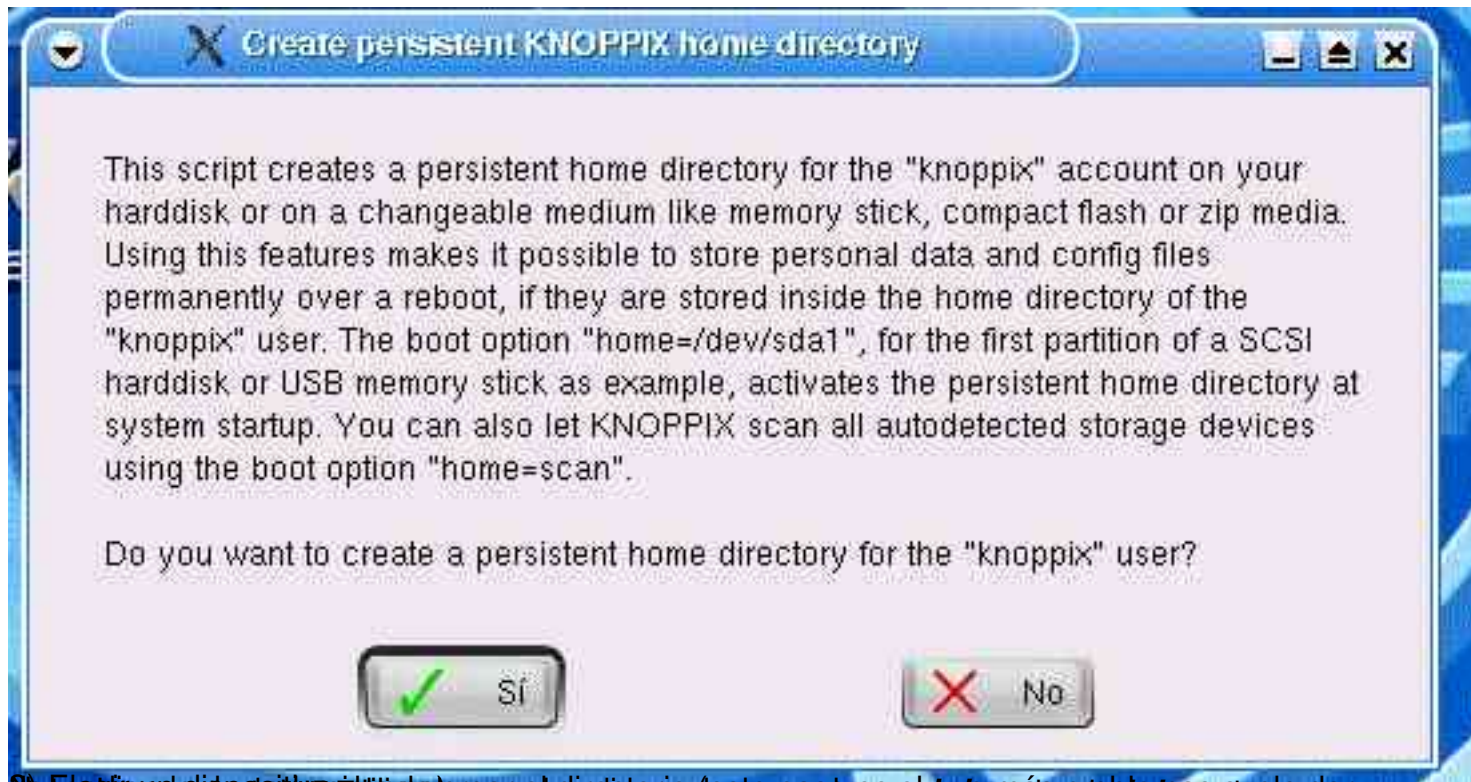 Create persistent KNOPPIX home directory
This script creates a persistent home directory for the "knoppix" account on your
harddisk or on a changeable medium like memory stick, compact flash or zip media.
Using this features makes it possible to store personal data and config files
permanently over a reboot, if they are stored inside the home directory of the
"knoppix" user. The boot option "home=/dev/sda1", for the first partition of a SCSI
harddisk or USB memory stick as example, activates the persistent home directory at
system startup. You can also let KNOPPIX scan all autodetected storage devices
using the boot option "home=scan".
Do you want to create a persistent home directory for the "knoppix" user?
Sí
No